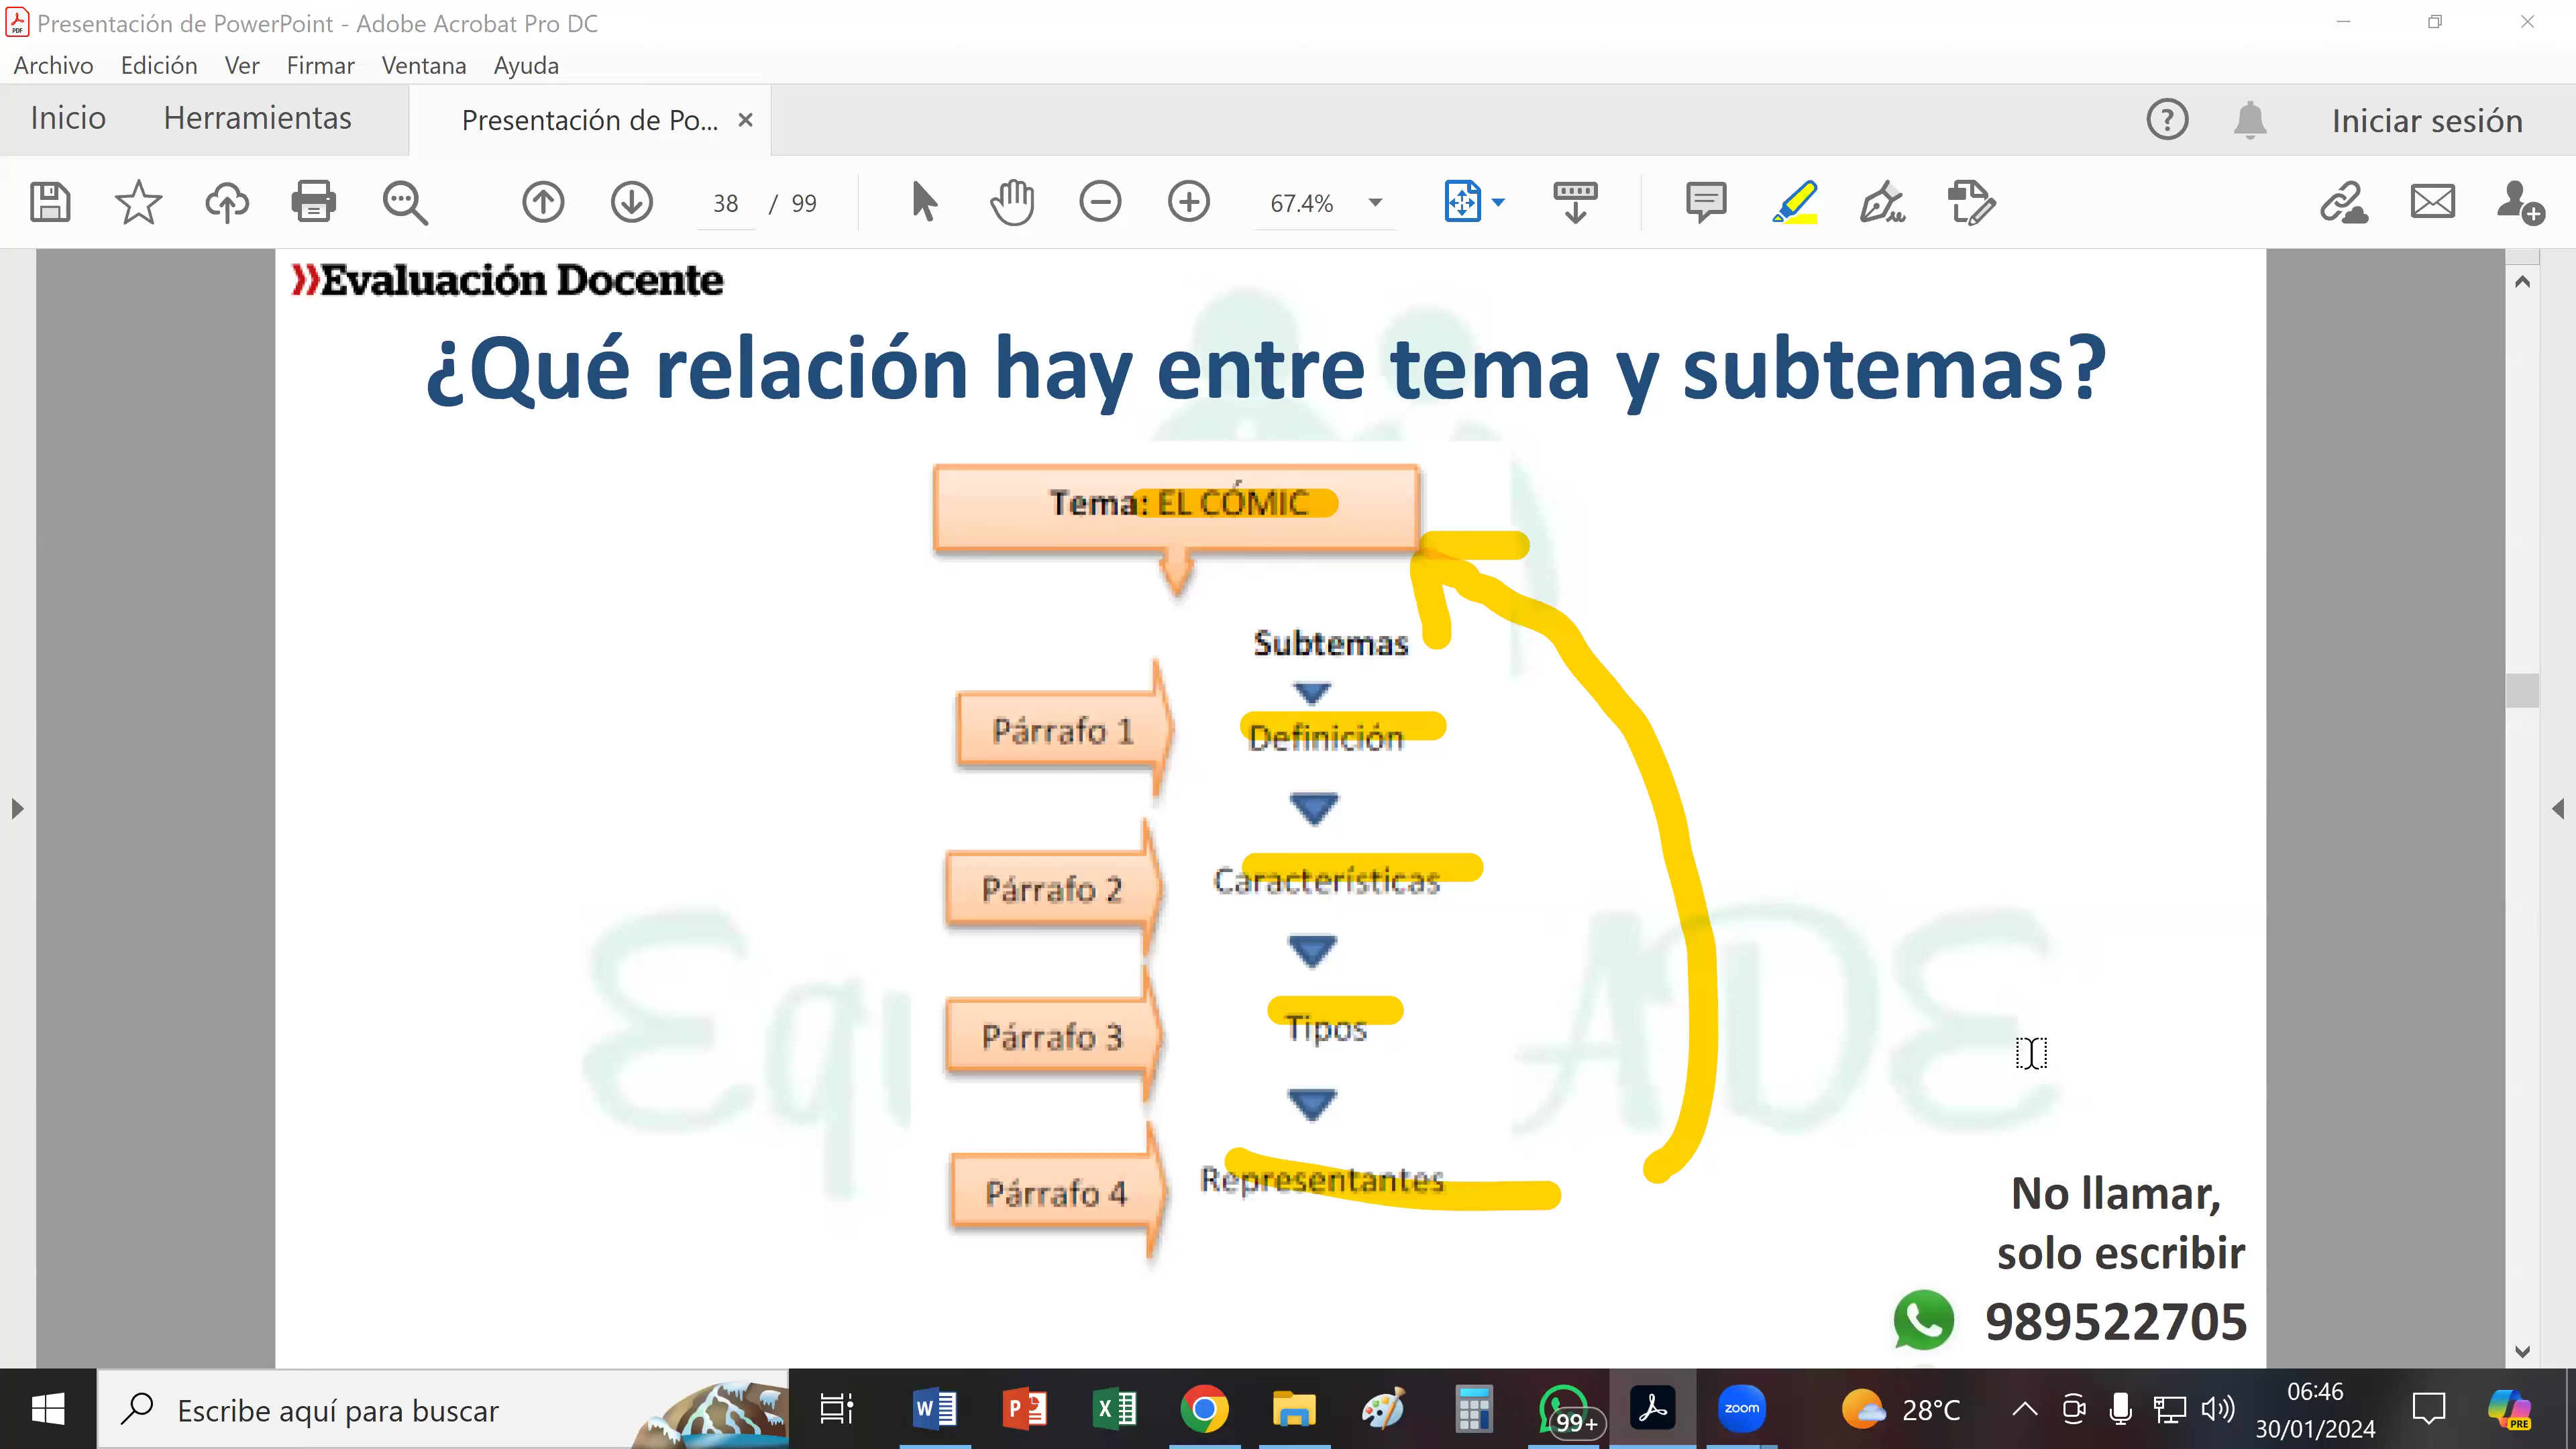 Presentación de PowerPoint - Adobe Acrobat Pro DC
Archivo Edición Ver Firmar Ventana Ayuda
Inicio Herramientas Presentación de Po... Iniciar sesión
38 / 99 67.4%
Evaluación Docente
¿Qué relación hay entre tema y subtemas?
Tema: EL CÓMIC
Subtemas
Párrafo 1 Definición
Párrafo 2 Características
Párrafo 3 Tipos
Párrafo 4 Representantes
ADE
No llamar,
solo escribir
989522705
Escribe aquí para buscar
zoom
99+
28°C
06:46
30/01/2024
PRE